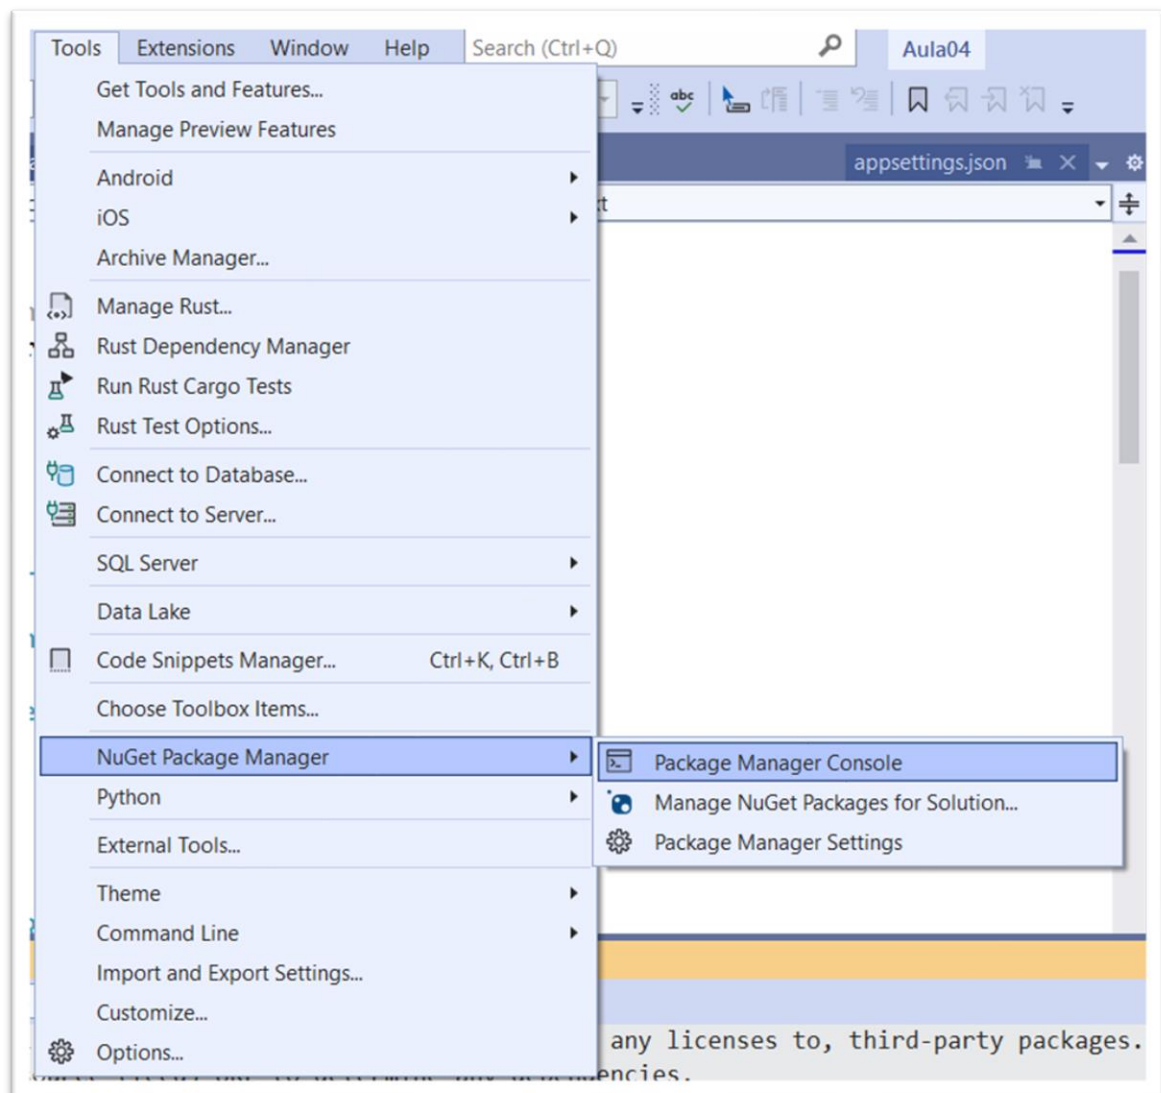 Tools Extensions Window Help Search (Ctrl+Q) Aula04
Get Tools and Features...
Manage Preview Features
appsettings.json
Android
iOS
Archive Manager...
Manage Rust...
Rust Dependency Manager
Run Rust Cargo Tests
Rust Test Options...
Connect to Database...
Connect to Server...
SQL Server
Data Lake
Code Snippets Manager... Ctrl+K, Ctrl+B
Choose Toolbox Items...
NuGet Package Manager
Package Manager Console
Manage NuGet Packages for Solution...
Package Manager Settings
Python
External Tools...
Theme
Command Line
Import and Export Settings...
Customize...
Options...
any licenses to, third-party packages.